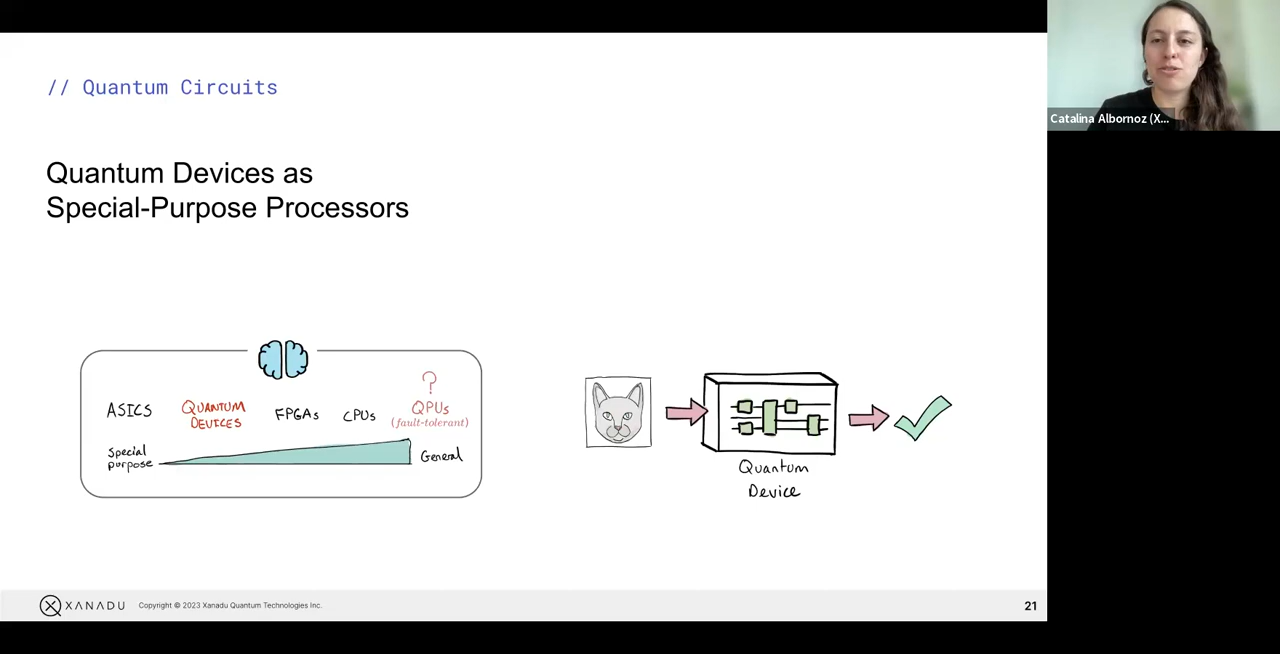 // Quantum Circuits
Catalina Albornoz (X...
Quantum Devices as
Special-Purpose Processors
?
ASICS
QUANTUM
DEVICES
FPGAs
CPUs
QPUs
(fault-tolerant)
Special
purpose
General
Quantum
Device
XANADU
Copyright © 2023 Xanadu Quantum Technologies Inc.
21